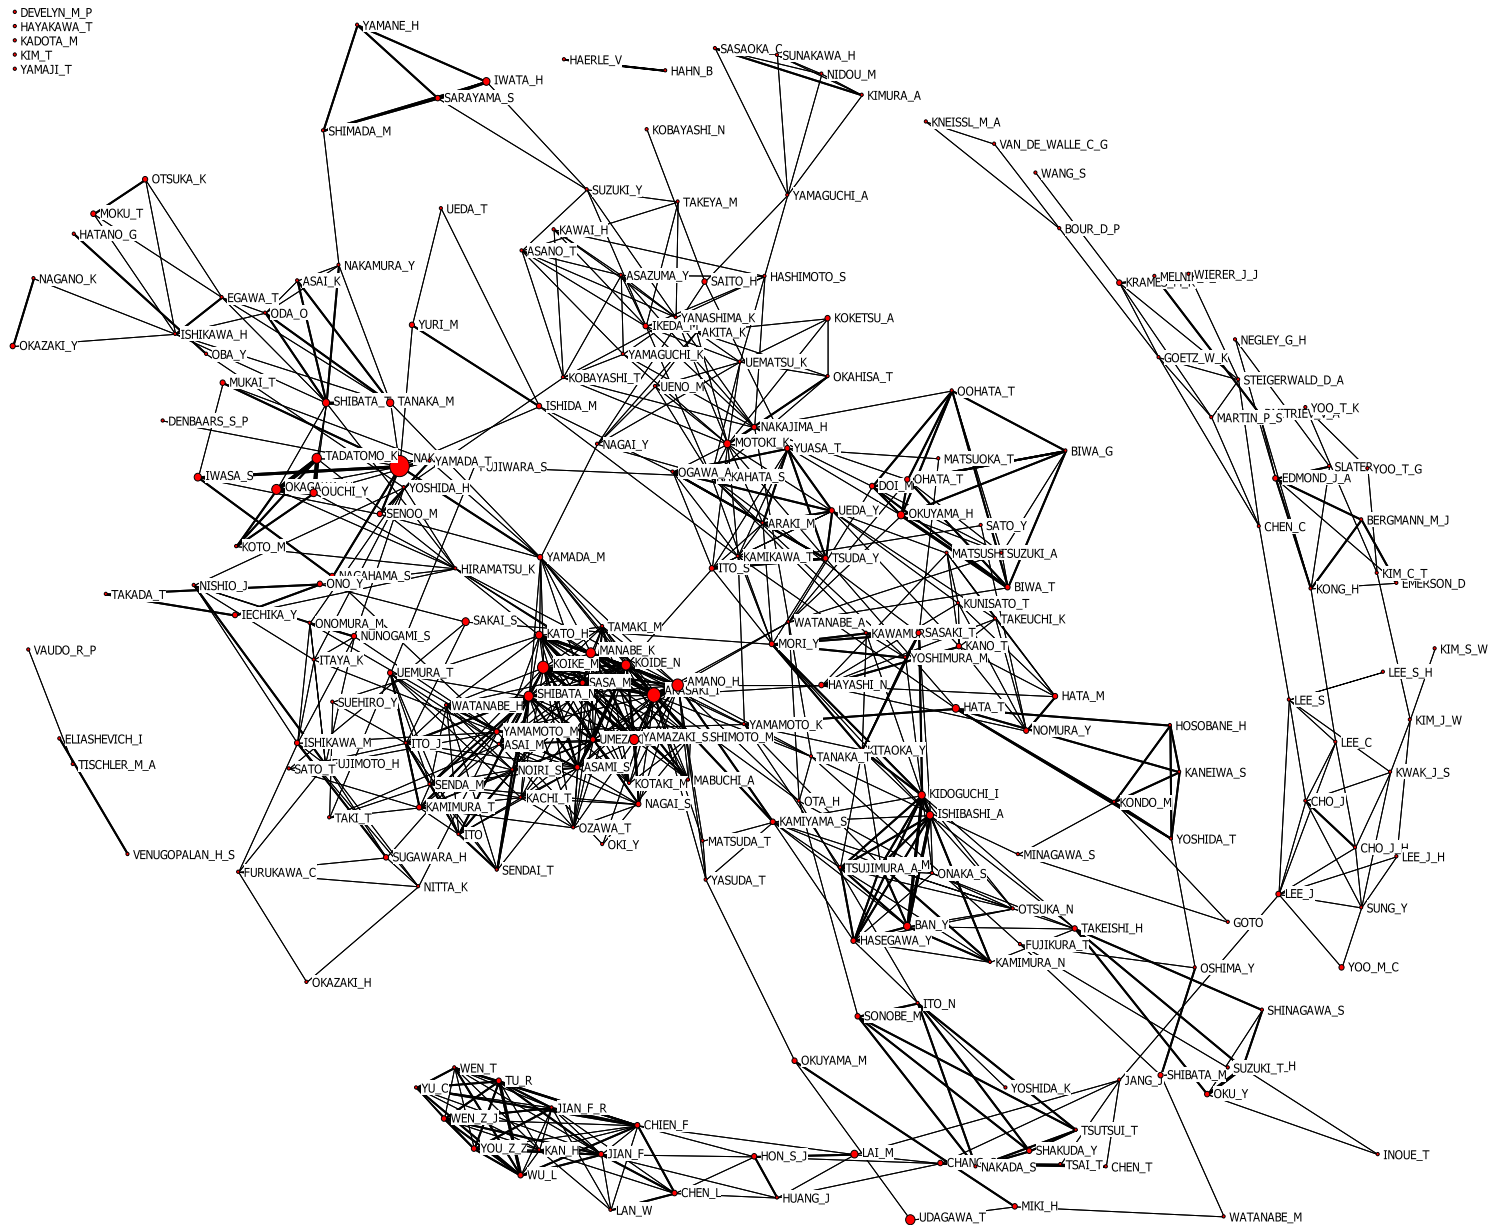 DEVELYN_M_P
HAYAKAWA_T
KADOTA_M
KIM_T
YAMAJI_T
YAMANE_H
IWATA_H
SARAYAMA_S
SHIMADA_M
HAERLE_V
HAHN_B
SASAOKA_C
SUNAKAWA_H
NIDOU_M
KIMURA_A
KOBAYASHI_N
KNEISSL_M_A
VAN_DE_WALLE_C_G
WANG_S
BOUR_D_P
OTSUKA_K
MOKU_T
HATANO_G
NAGANO_K
OKAZAKI_Y
UEDA_T
SUZUKI_Y
TAKEYA_M
YAMAGUCHI_A
KAWAI_H
ASANO_T
NAKAMURA_Y
ASAI_K
EGAWA_T
ODA_O
ISHIKAWA_H
OBA_Y
YURI_M
ASAZUMA_Y
SAITO_H
HASHIMOTO_S
YANASHIMA_K
IKEDA_M
AKITA_K
KOKETSU_A
YAMAGUCHI_K
UEMATSU_K
OKAHISA_T
KOBAYASHI_T
UENO_M
WIERER_J_J
NEGLEY_G_H
GOETZ_W_K
STEIGERWALD_D_A
MARTIN_P_S
YOO_T_K
MUKAI_T
SHIBATA_T
TANAKA_M
ISHIDA_M
DENBAARS_S_P
NAKAJIMA_H
OOHATA_T
MOTOKI_K
NAGAI_Y
YUASA_T
BIWA_G
TADATOMO_K
NAK
YAMADA_T
FUJIWARA_S
MATSUOKA_T
OGAWA_A
IWASA_S
OUCHI_Y
YOSHIDA_H
DOI_M
OHATA_T
SLATER
YOO_T_G
EDMOND_J_A
SENOO_M
UEDA_Y
OKUYAMA_H
ARAKI_M
SATO_Y
BERGMANN_M_J
CHEN_C
KOTO_M
YAMADA_M
KAMIKAWA_T
TSUDA_Y
SUZUKI_A
ITO_S
HIRAMATSU_K
NAGAHAMA_S
NISHIO_J
ONO_Y
TAKADA_T
BIWA_T
KIM_C_T
EMERSON_D
KONG_H
IECHIKA_Y
ONOMURA_M
SAKAI_S
NUNOGAMI_S
KATO_H
TAMAKI_M
WATANABE_A
KUNISATO_T
TAKEUCHI_K
SASAKI_T
MORI_Y
KANO_T
YOSHIMURA_M
MANABE_K
VAUDO_R_P
KIM_S_W
ITAYA_K
UEMURA_T
KOIKE_M
KOIDE_N
LEE_S_H
AMANO_H
HAYASHI_N
HATA_M
SUEHIRO_Y
WATANABE_H
SHIBATA_N
LEE_S
HATA_T
KIM_J_W
YAMAMOTO_K
HOSOBANE_H
NOMURA_Y
ELIASHEVICH_I
TISCHLER_M_A
ISHIKAWA_M
ITO_J
YAMAMOTO_M
ASAI_M
YAMAZAKI_S
LEE_C
KITAOKA_Y
TANAKA_T
FUJIMOTO_H
SATO_T
NOIRI_S
ASAMI_S
KANEIWA_S
KWAK_J_S
SENDA_M
KOTAKI_M
MABUCHI_A
KAMIMURA_T
KACHI_T
NAGAI_S
OTA_H
KIDOGUCHI_I
ISHIBASHI_A
KONDO_M
CHO_J
TAKI_T
ITO
OZAWA_T
OKI_Y
KAMIYAMA_S
MATSUDA_T
YOSHIDA_T
VENUGOPALAN_H_S
SUGAWARA_H
MINAGAWA_S
CHO_J_H
LEE_J_H
FURUKAWA_C
NITTA_K
SENDAI_T
YASUDA_T
TSUJIMURA_A
ONAKA_S
LEE_J
SUNG_Y
OTSUKA_N
GOTO
BAN_Y
TAKEISHI_H
HASEGAWA_Y
FUJIKURA_T
KAMIMURA_N
OSHIMA_Y
YOO_M_C
OKAZAKI_H
ITO_N
SONOBE_M
SHINAGAWA_S
OKUYAMA_M
WEN_T
TU_R
YU_C
SUZUKI_T
SHIBATA_M
JANG_J
YOSHIDA_K
OKU_Y
JIAN_F_R
WEN_Z_J
CHIEN_F
TSUTSUI_T
YOU_Z_Z
KAN_H
JIAN_F
HON_S_J
LAI_M
SHAKUDA_Y
INOUE_T
NAKADA_S
TSAI_T
CHEN_T
WU_L
CHEN_L
HUANG_J
LAN_W
MIKI_H
UDAGAWA_T
WATANABE_M